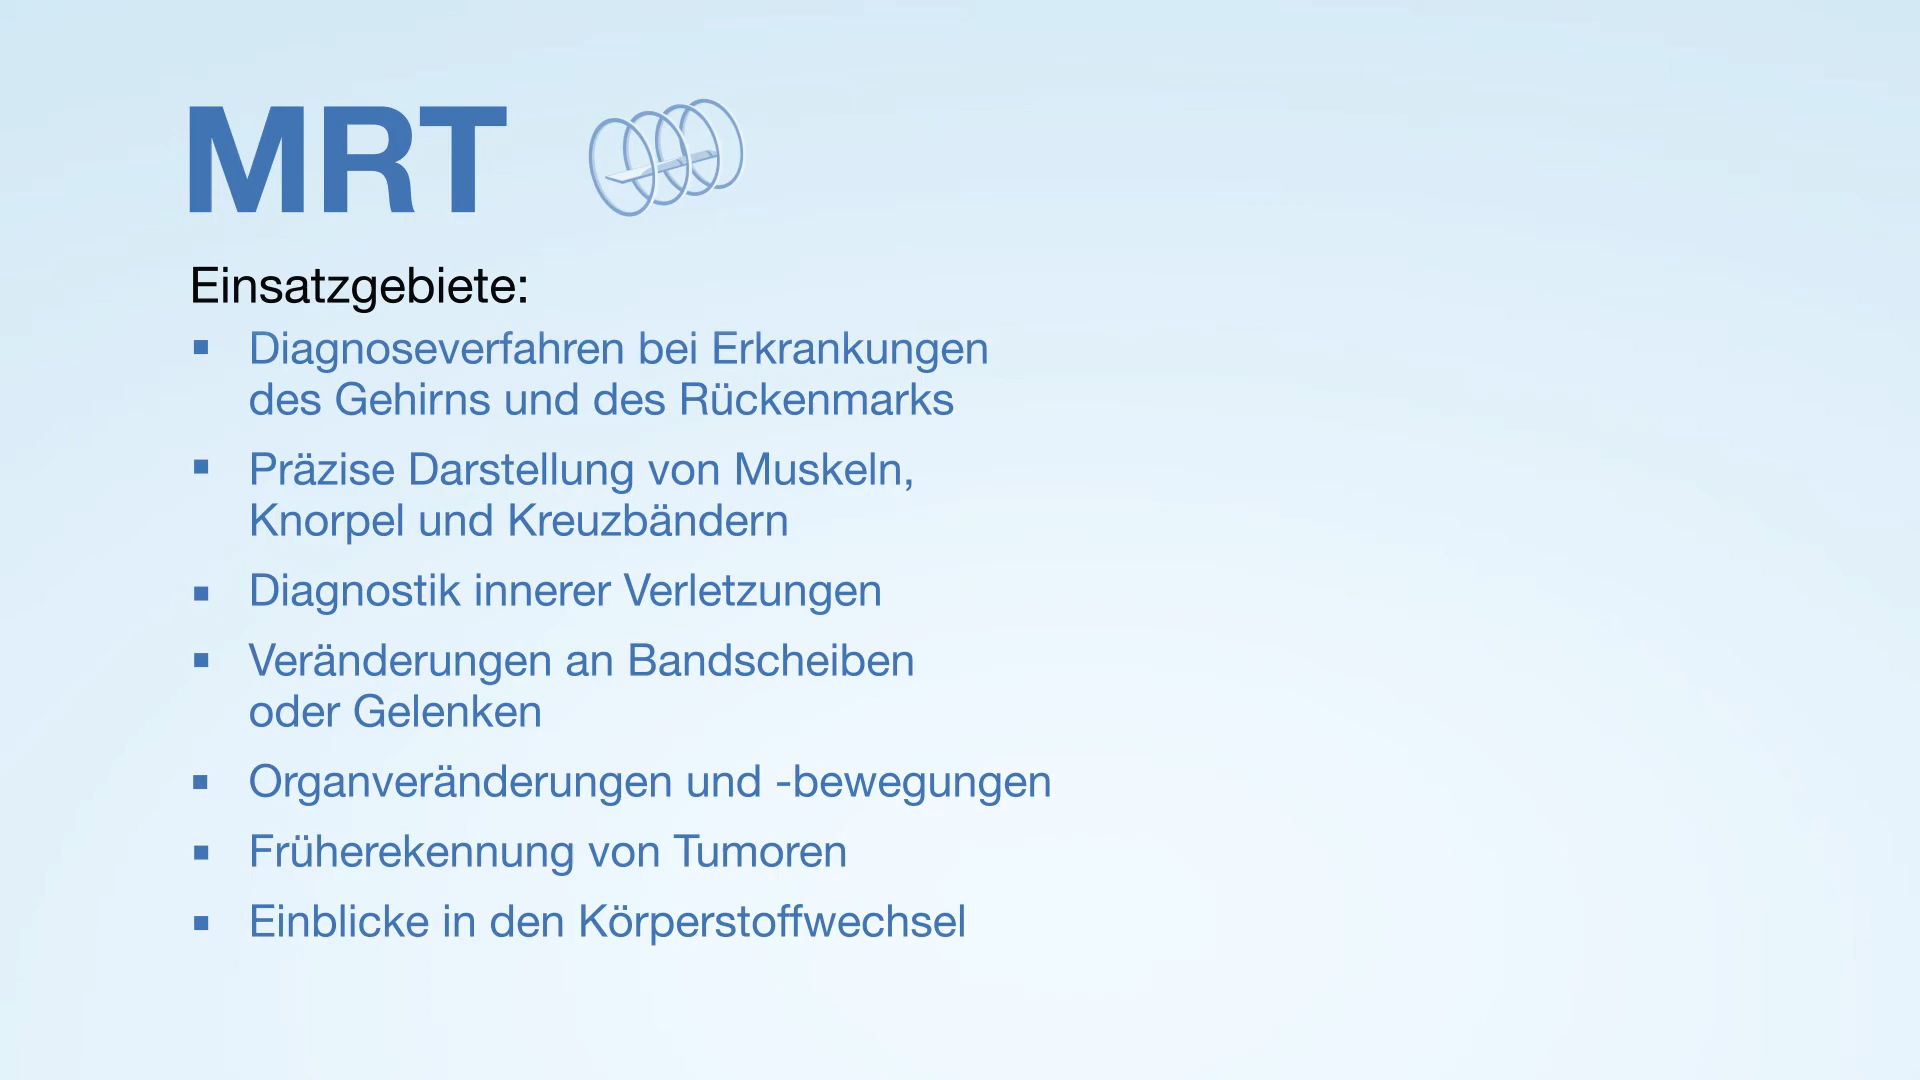 MRT
Einsatzgebiete:
▪ Diagnoseverfahren bei Erkrankungen
des Gehirns und des Rückenmarks
▪ Präzise Darstellung von Muskeln,
Knorpel und Kreuzbändern
▪ Diagnostik innerer Verletzungen
▪ Veränderungen an Bandscheiben
oder Gelenken
▪ Organveränderungen und -bewegungen
▪ Früherekennung von Tumoren
▪ Einblicke in den Körperstoffwechsel